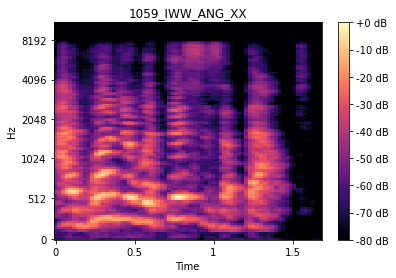 1059_IWW_ANG_XX
8192
4096
2048
1024
512
0
Hz
0
0.5
1
1.5
Time
+0 dB
-10 dB
-20 dB
-30 dB
-40 dB
-50 dB
-60 dB
-70 dB
-80 dB